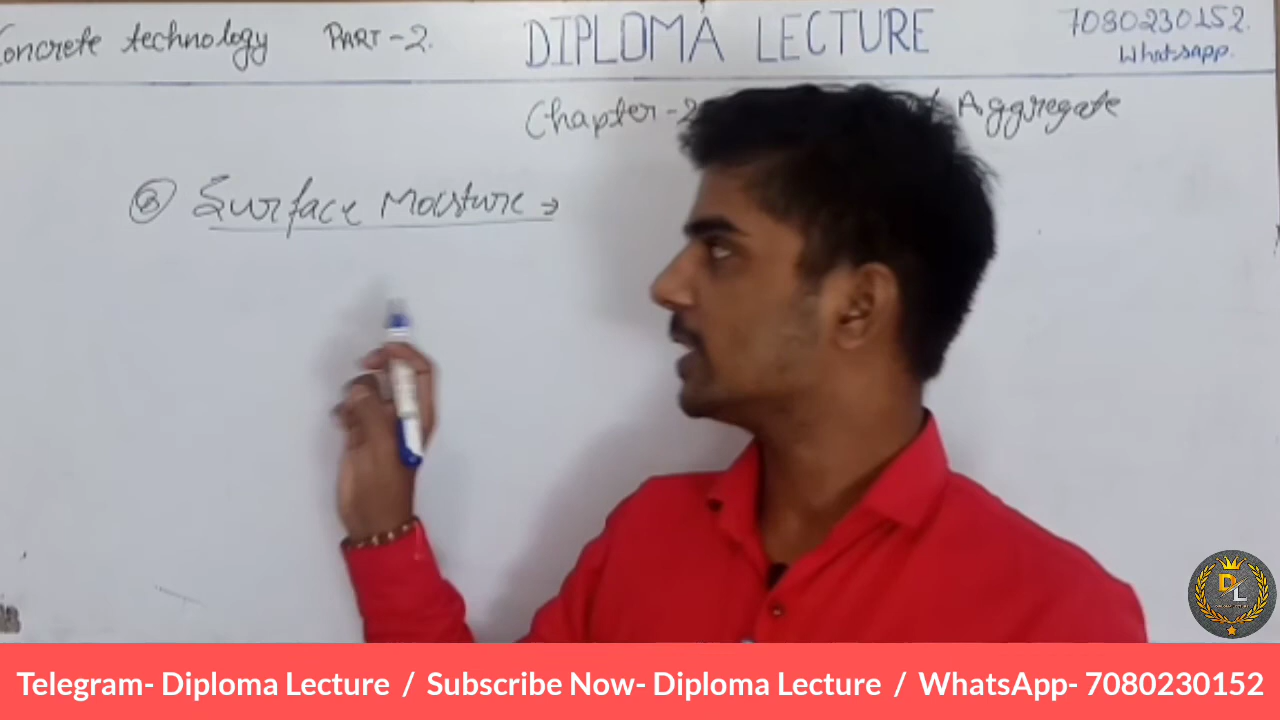 Concrete technology PART-2. DIPLOMA LECTURE 7080230152.
Whatsapp.
Chapter-2 Aggregate
Surface Moisture →
DL
Telegram- Diploma Lecture / Subscribe Now- Diploma Lecture / WhatsApp- 7080230152